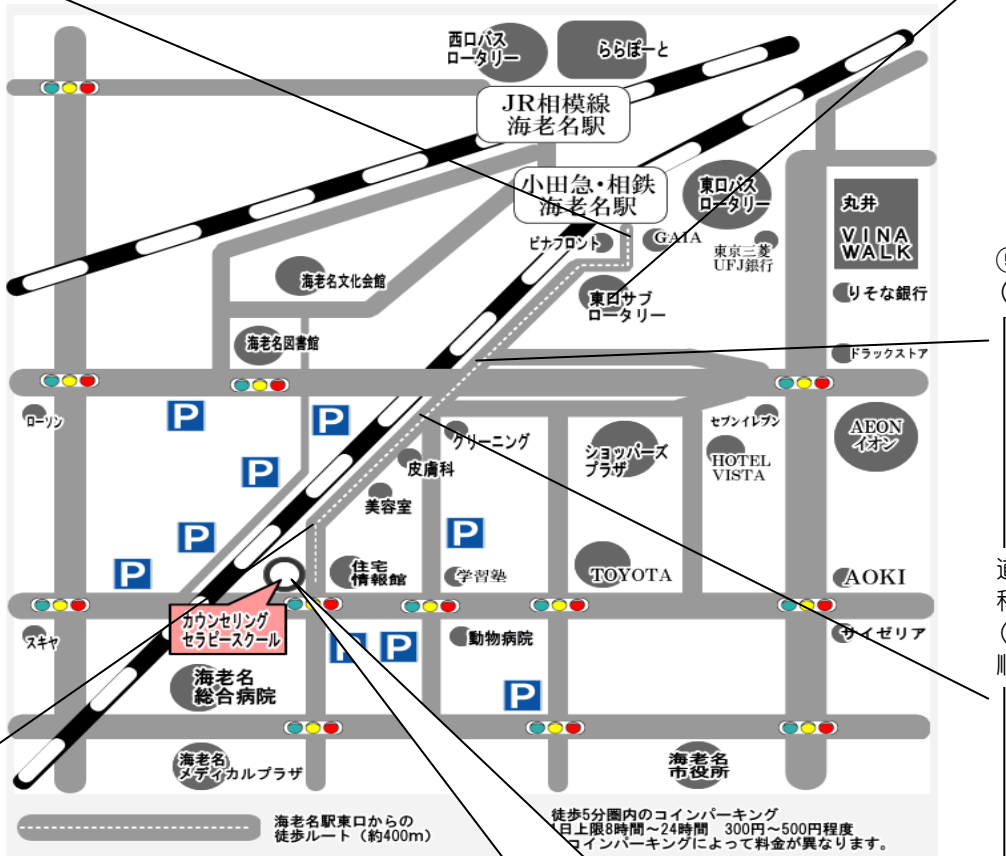 西口バス
ロータリー
ららぽーと
JR相模線
海老名駅
小田急・相鉄
海老名駅
東口バス
ロータリー
丸井
VINA
WALK
ビナフロント
GAIA
東京三菱
UFJ銀行
海老名文化会館
東口サブ
ロータリー
りそな銀行
海老名図書館
ドラックストア
ローソン
P
P
クリーニング
ショッパーズ
プラザ
セブンイレブン
HOTEL
VISTA
AEON
イオン
P
皮膚科
美容室
P
P
P
住宅
情報館
学習塾
TOYOTA
AOKI
カウンセリング
セラピースクール
スキヤ
P
P
動物病院
サイゼリア
海老名
総合病院
P
海老名
メディカルプラザ
海老名
市役所
海老名駅東口からの
徒歩ルート（約400m）
徒歩5分圏内のコインパーキング
日上限8時間～24時間　300円～500円程度
コインパーキングによって料金が異なります。